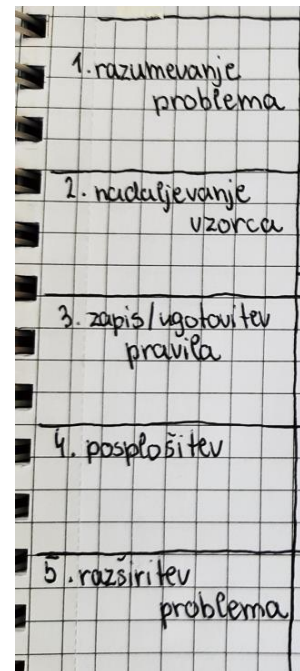 1. razumevanje
problema
2. nadaljevanje
vzorca
3. zapis/ugotovitev
pravila
4. posplošitev
5. razširitev
problema